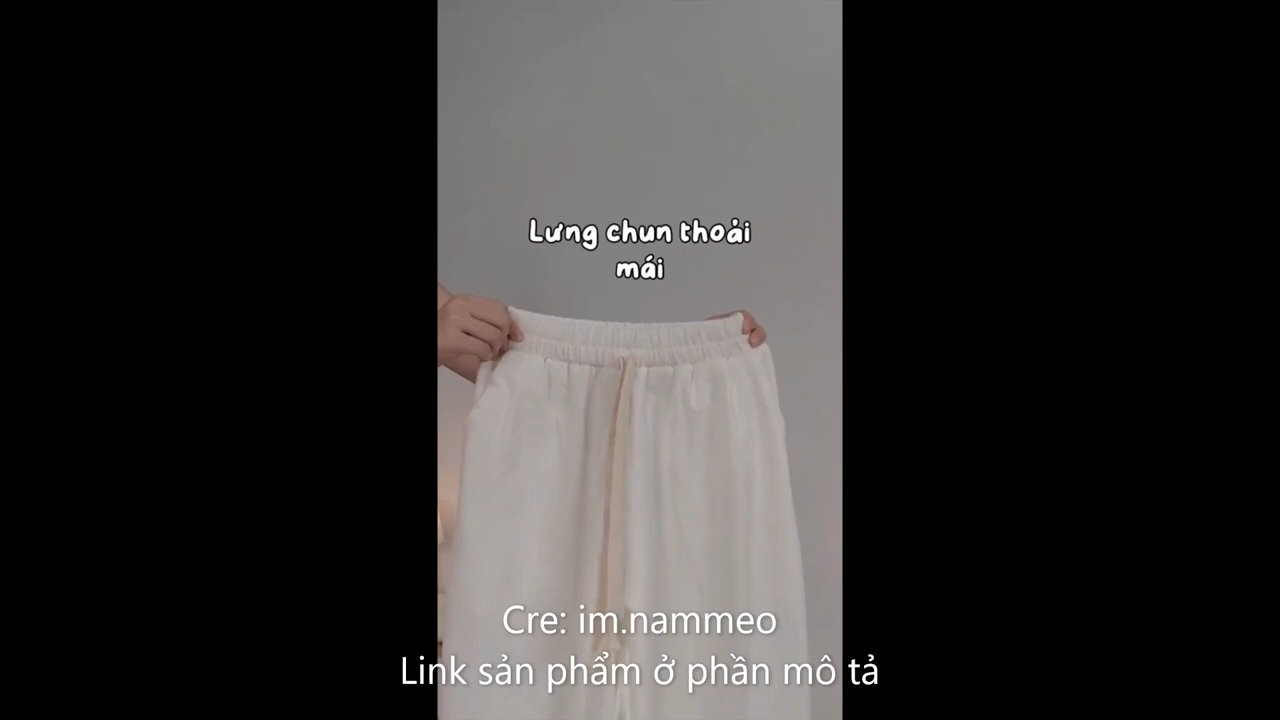 Lưng chun thoải
mái
Cre: im.nammeo
Link sản phẩm ở phần mô tả